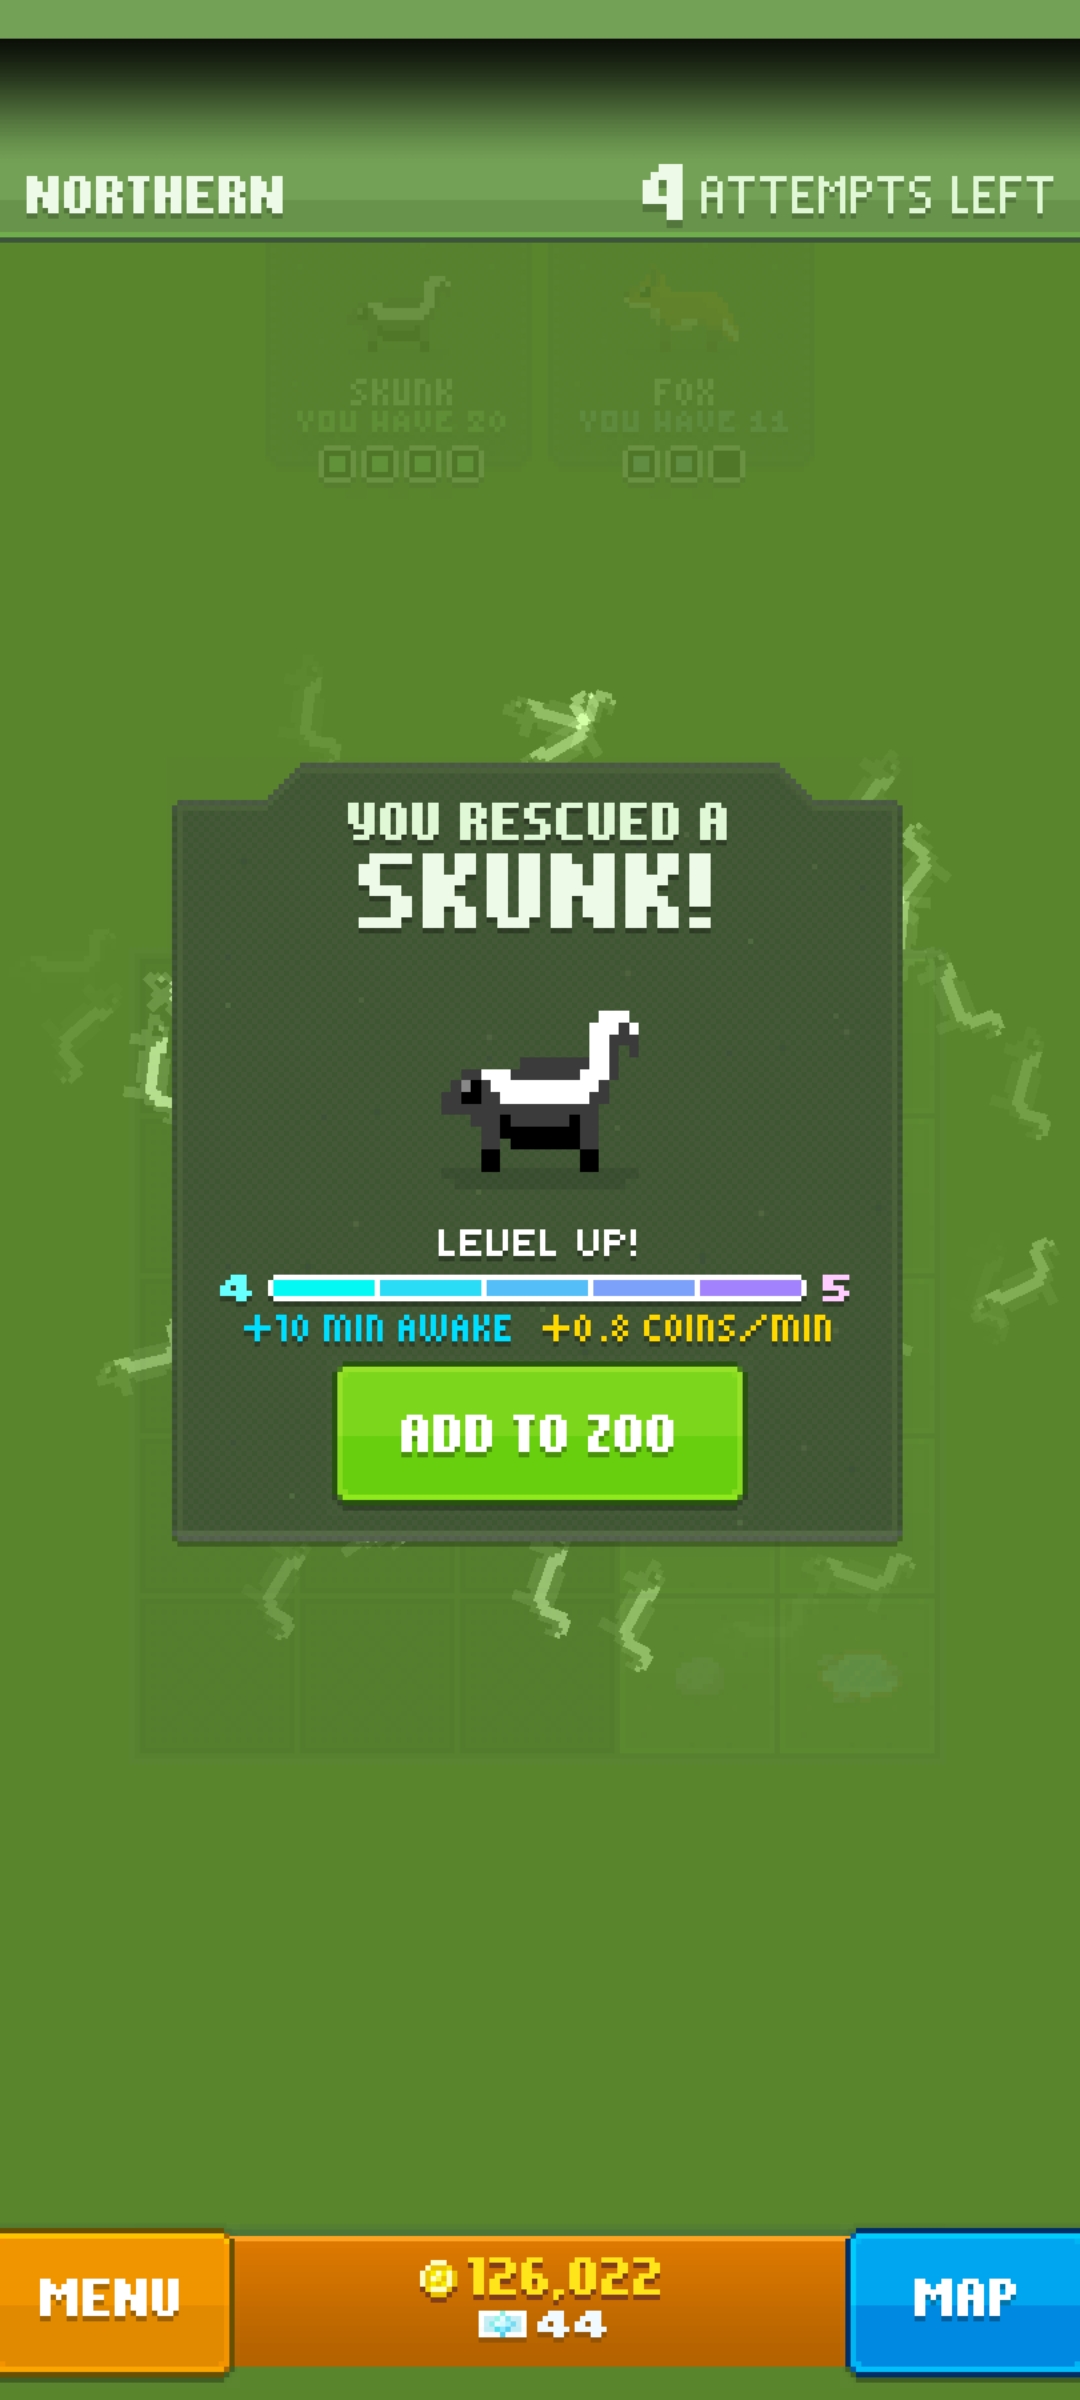 NORTHERN
4 ATTEMPTS LEFT
SKUNK
YOU HAVE 20
FOX
YOU HAVE 11
YOU RESCUED A
SKUNK!
LEVEL UP!
4 5
+10 MIN AWAKE +0.8 COINS/MIN
ADD TO ZOO
MENU
126,022
44
MAP